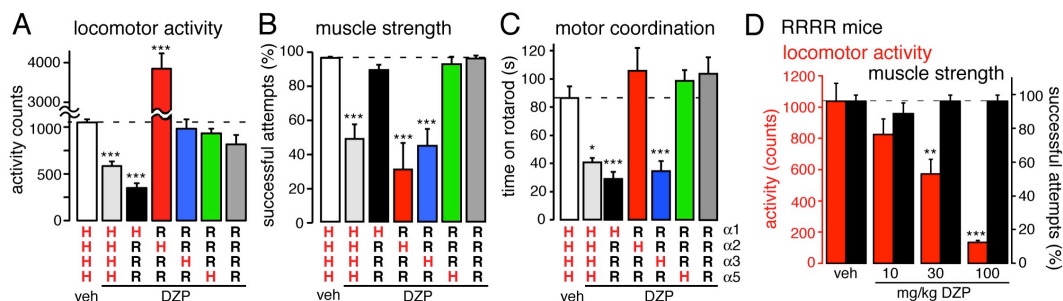 A
locomotor activity
activity counts
4000
3000
1000
500
0
***
***
***
H H H R R R R
H H R H R R R
H H R R H R R
H H R R R H R
veh DZP
B
muscle strength
successful attempts (%)
100
80
60
40
20
0
***
***
***
H H H R R R R
H H R H R R R
H H R R H R R
H H R R R H R
veh DZP
C
motor coordination
time on rotarod (s)
120
100
80
60
40
20
0
*
***
***
H H H R R R R α1
H H R H R R R α2
H H R R H R R α3
H H R R R H R α5
veh DZP
D
RRRR mice
locomotor activity
muscle strength
activity (counts)
1200
1000
800
600
400
200
0
**
***
100
80
60
40
20
0
successful attempts (%)
veh 10 30 100
mg/kg DZP